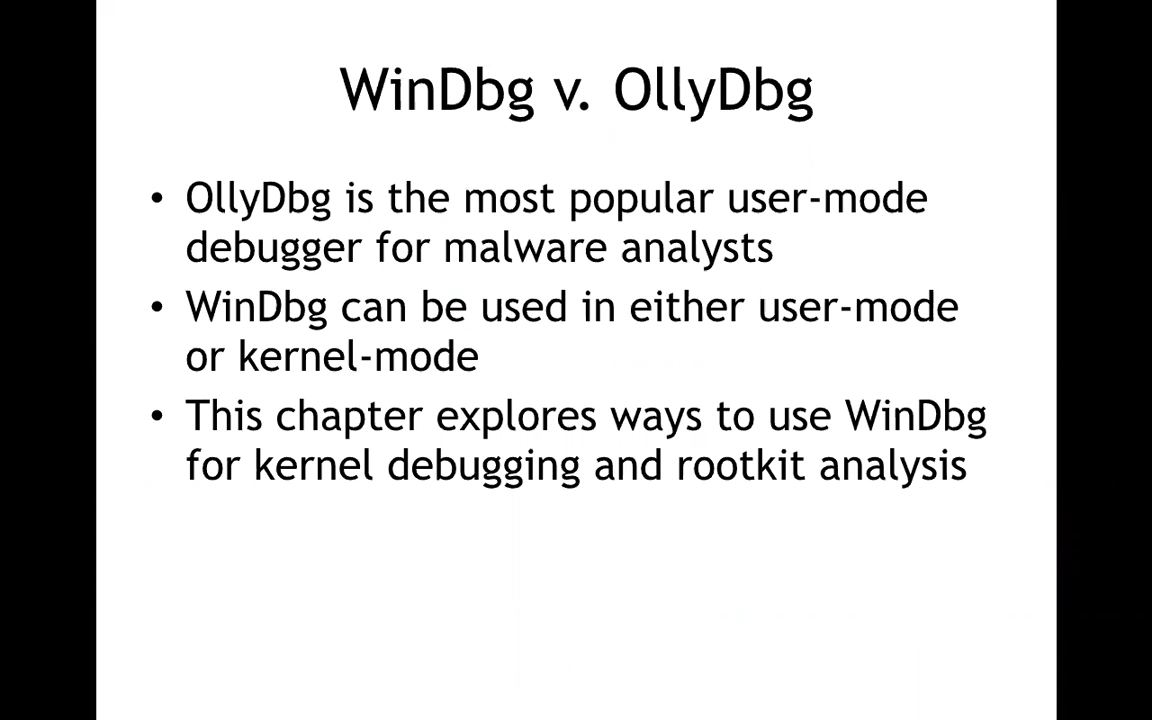 WinDbg v. OllyDbg
• OllyDbg is the most popular user-mode
debugger for malware analysts
• WinDbg can be used in either user-mode
or kernel-mode
• This chapter explores ways to use WinDbg
for kernel debugging and rootkit analysis